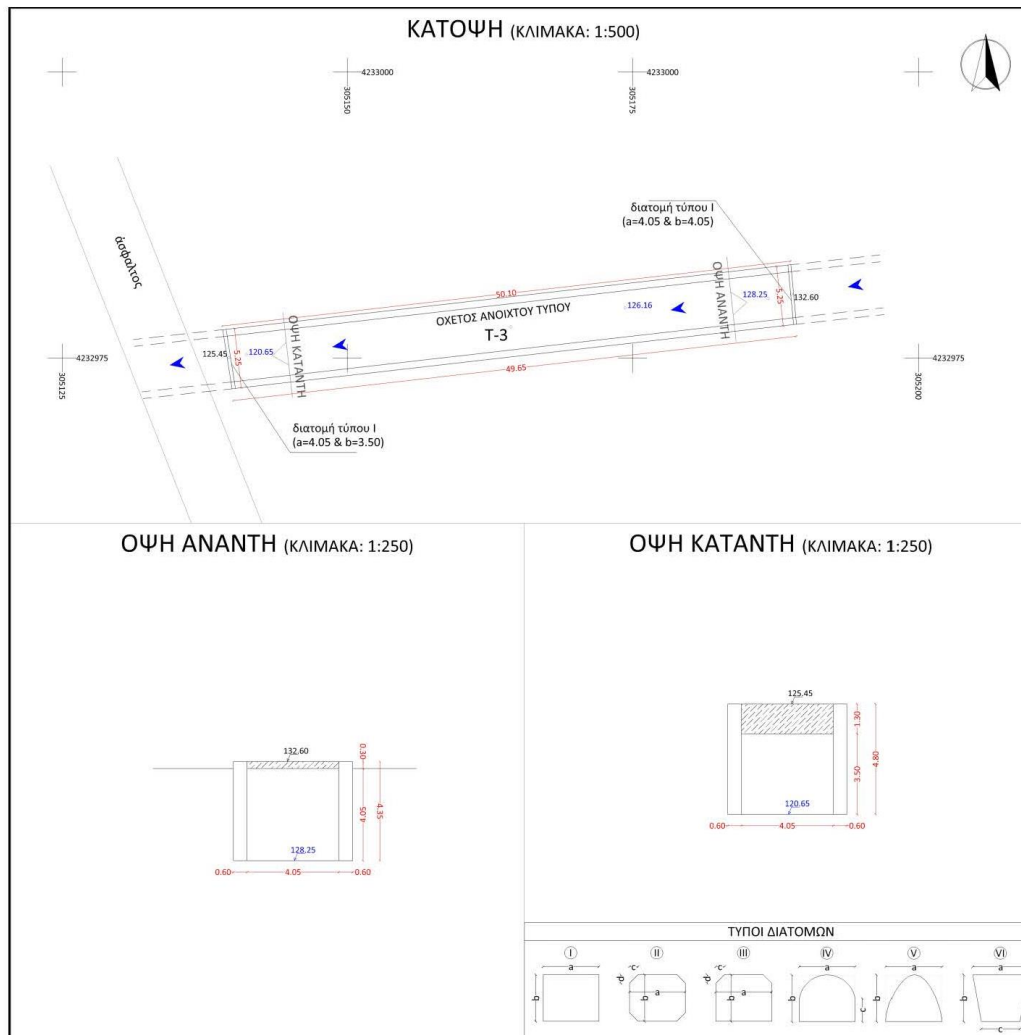 ΚΑΤΟΨΗ (ΚΛΙΜΑΚΑ: 1:500)
4233000
4233000
305150
305175
διατομή τύπου Ι
(a=4.05 & b=4.05)
άσφαλτος
50.10
ΟΧΕΤΟΣ ΑΝΟΙΧΤΟΥ ΤΥΠΟΥ
Τ-3
126.16
ΟΨΗ ΑΝΑΝΤΗ
128.25
5.25
132.60
ΟΨΗ ΚΑΤΑΝΤΗ
125.45
5.25
120.65
49.65
4232975
4232975
305125
305200
διατομή τύπου Ι
(a=4.05 & b=3.50)
ΟΨΗ ΑΝΑΝΤΗ (ΚΛΙΜΑΚΑ: 1:250)
132.60
0.30
4.05
4.35
128.25
0.60
4.05
0.60
ΟΨΗ ΚΑΤΑΝΤΗ (ΚΛΙΜΑΚΑ: 1:250)
125.45
1.30
3.50
4.80
120.65
0.60
4.05
0.60
ΤΥΠΟΙ ΔΙΑΤΟΜΩΝ
I II III IV V VI
a c c a a a
d d
b b a b a b c b b
c